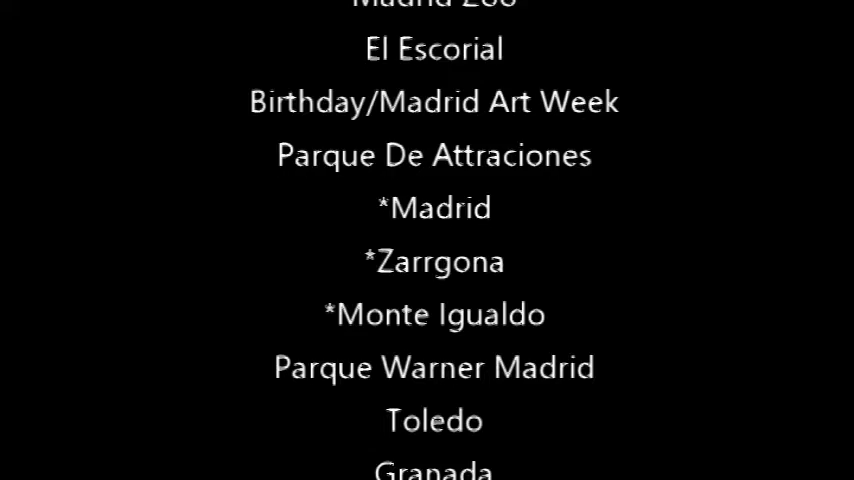 Madrid Zoo
El Escorial
Birthday/Madrid Art Week
Parque De Attraciones
*Madrid
*Zarrgona
*Monte Igualdo
Parque Warner Madrid
Toledo
Granada